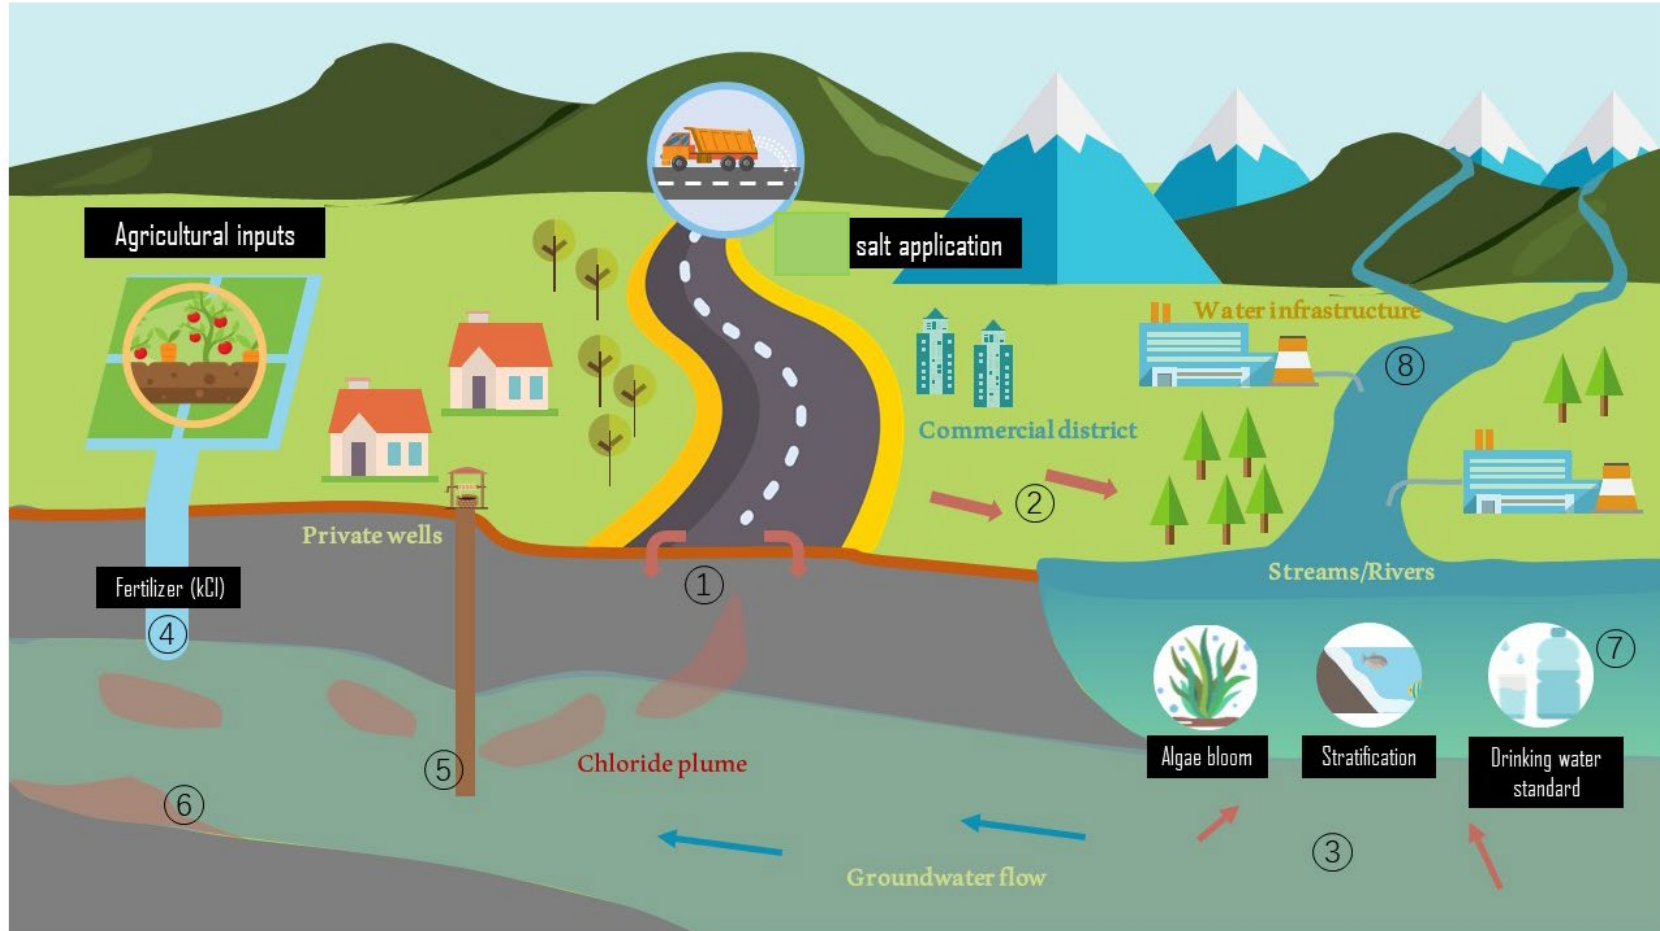 Agricultural inputs
salt application
Water infrastructure
⑧
Commercial district
②
Private wells
Streams/Rivers
①
Fertilizer (kCl)
④
⑦
Chloride plume
⑤
Algae bloom
Stratification
Drinking water
standard
⑥
③
Groundwater flow